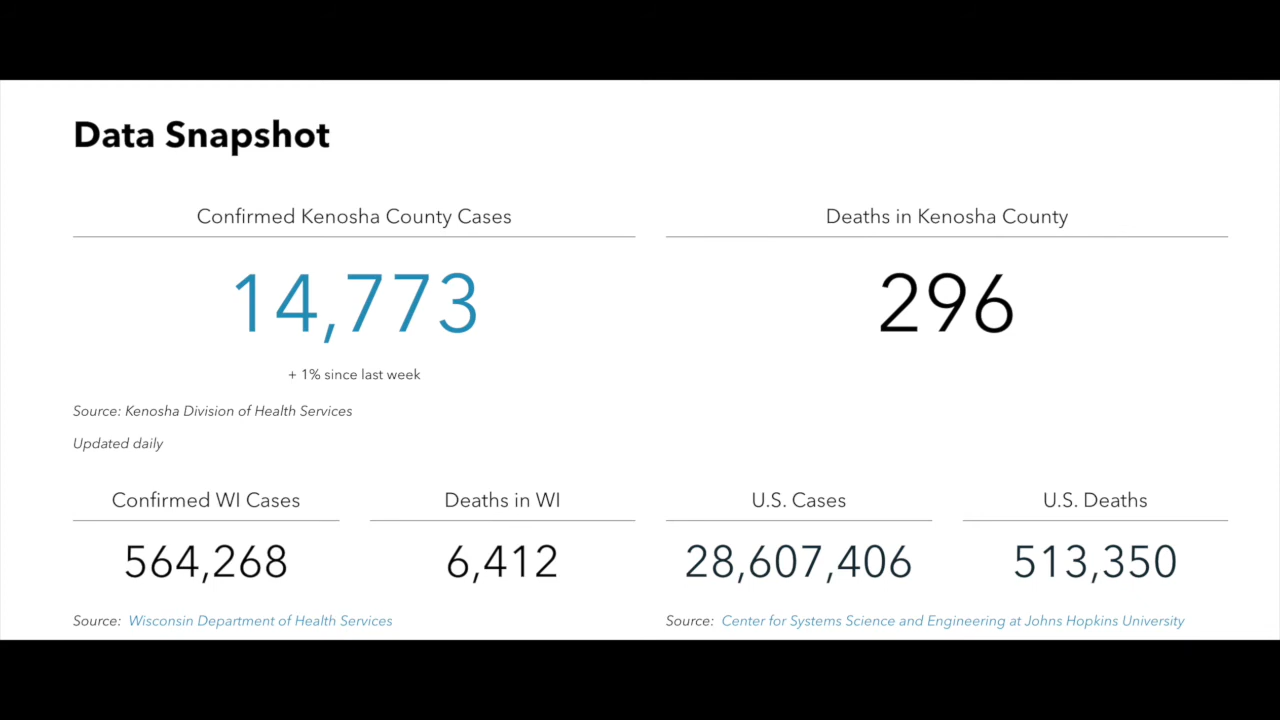 Data Snapshot
Confirmed Kenosha County Cases
14,773
+ 1% since last week
Deaths in Kenosha County
296
Source: Kenosha Division of Health Services
Updated daily
Confirmed WI Cases
564,268
Deaths in WI
6,412
U.S. Cases
28,607,406
U.S. Deaths
513,350
Source: Wisconsin Department of Health Services
Source: Center for Systems Science and Engineering at Johns Hopkins University